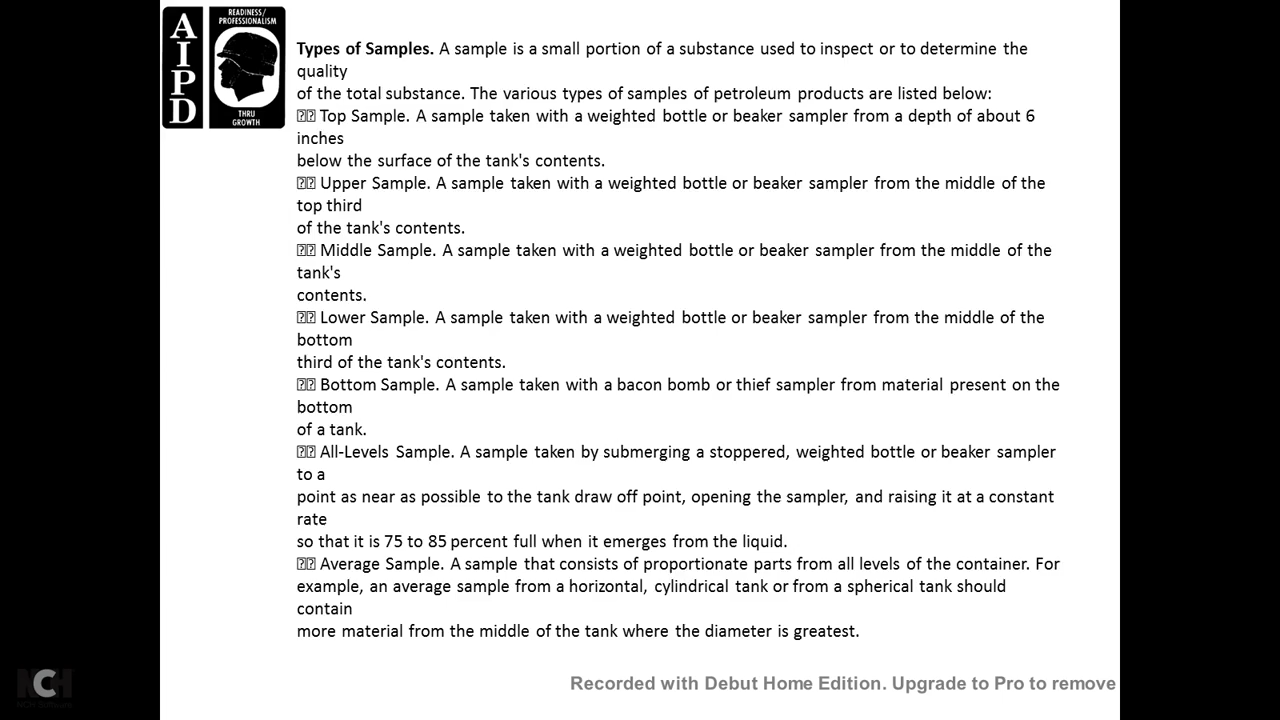 AIPD
READINESS/
PROFESSIONALISM
THRU
GROWTH
Types of Samples. A sample is a small portion of a substance used to inspect or to determine the
quality
of the total substance. The various types of samples of petroleum products are listed below:
Top Sample. A sample taken with a weighted bottle or beaker sampler from a depth of about 6
inches
below the surface of the tank's contents.
Upper Sample. A sample taken with a weighted bottle or beaker sampler from the middle of the
top third
of the tank's contents.
Middle Sample. A sample taken with a weighted bottle or beaker sampler from the middle of the
tank's
contents.
Lower Sample. A sample taken with a weighted bottle or beaker sampler from the middle of the
bottom
third of the tank's contents.
Bottom Sample. A sample taken with a bacon bomb or thief sampler from material present on the
bottom
of a tank.
All-Levels Sample. A sample taken by submerging a stoppered, weighted bottle or beaker sampler
to a
point as near as possible to the tank draw off point, opening the sampler, and raising it at a constant
rate
so that it is 75 to 85 percent full when it emerges from the liquid.
Average Sample. A sample that consists of proportionate parts from all levels of the container. For
example, an average sample from a horizontal, cylindrical tank or from a spherical tank should
contain
more material from the middle of the tank where the diameter is greatest.
NCH
NCH Software
Recorded with Debut Home Edition. Upgrade to Pro to remove